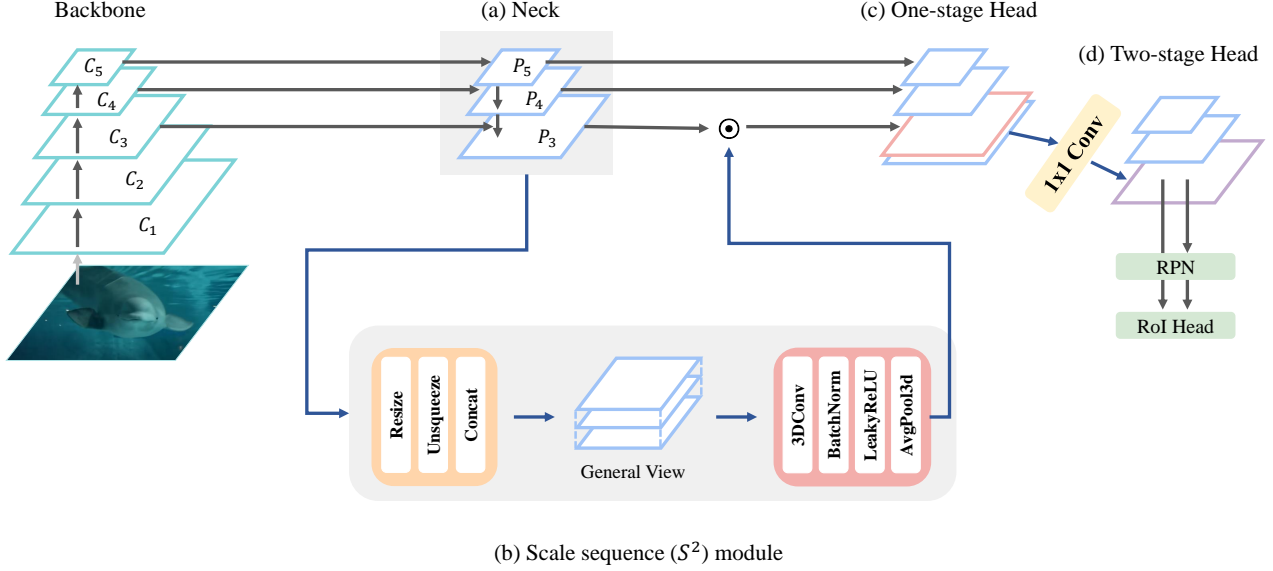 Backbone
(a) Neck
(c) One-stage Head
(d) Two-stage Head
C5
C4
C3
C2
C1
P5
P4
P3
1x1 Conv
RPN
RoI Head
Resize
Unsqueeze
Concat
General View
3DConv
BatchNorm
LeakyReLU
AvgPool3d
(b) Scale sequence (S²) module